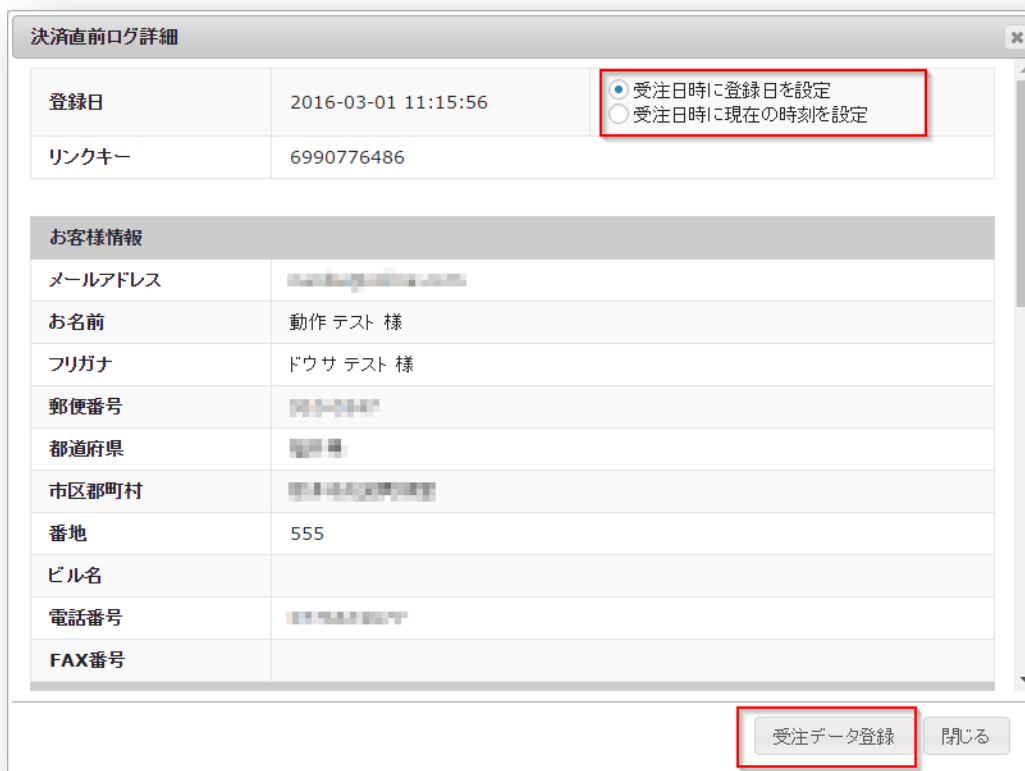 決済直前ログ詳細
登録日 2016-03-01 11:15:56
受注日時に登録日を設定
受注日時に現在の時刻を設定
リンクキー 6990776486
お客様情報
メールアドレス
お名前 動作 テスト 様
フリガナ ドウサ テスト 様
郵便番号
都道府県
市区郡町村
番地 555
ビル名
電話番号
FAX番号
受注データ登録 閉じる